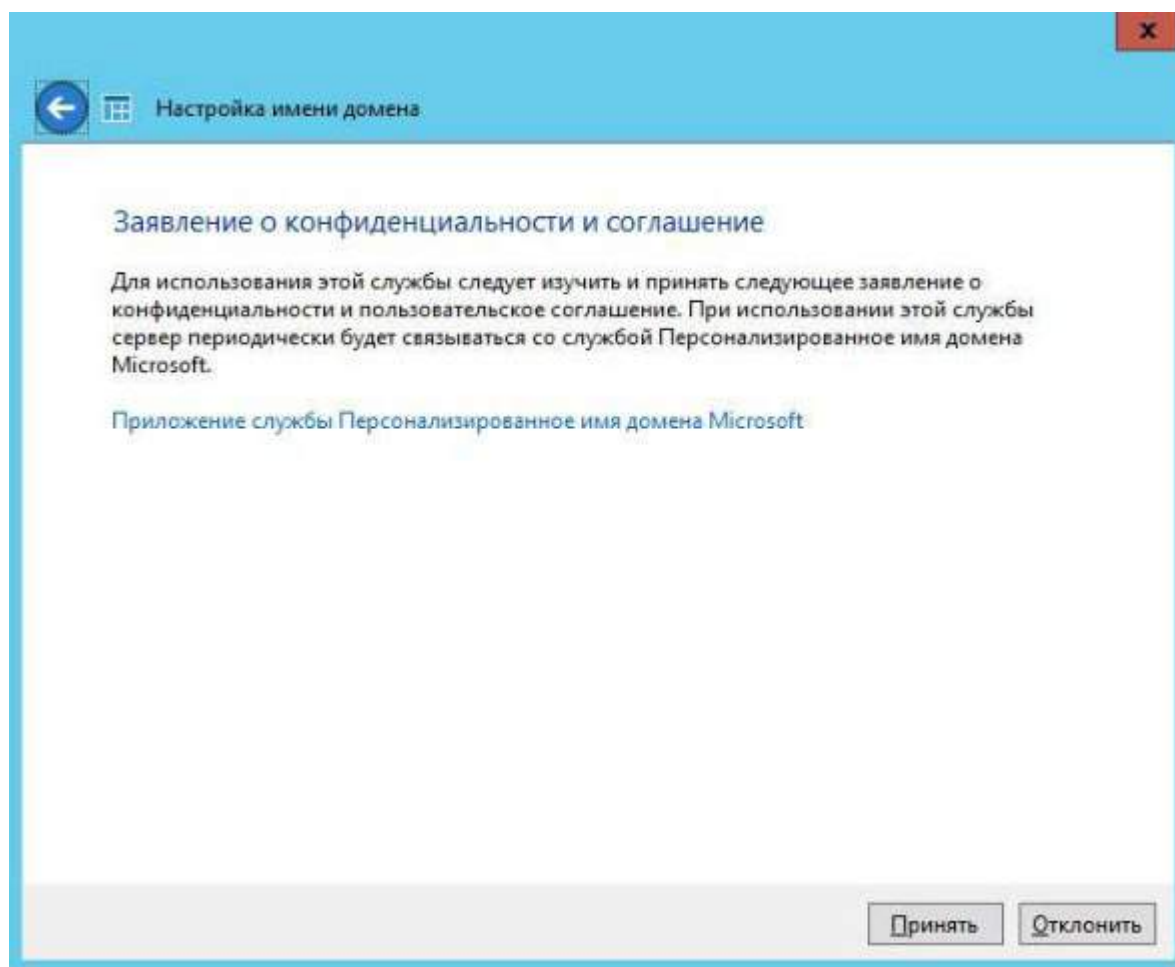 x
Настройка имени домена
Заявление о конфиденциальности и соглашение
Для использования этой службы следует изучить и принять следующее заявление о
конфиденциальности и пользовательское соглашение. При использовании этой службы
сервер периодически будет связываться со службой Персонализированное имя домена
Microsoft.
Приложение службы Персонализированное имя домена Microsoft
Принять Отклонить